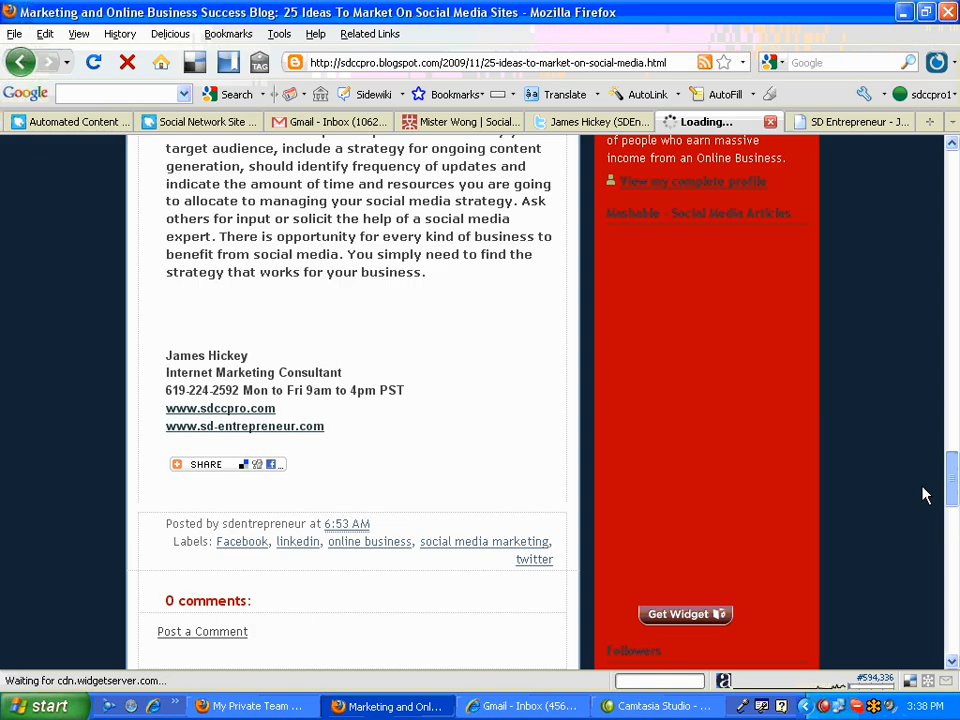 Marketing and Online Business Success Blog: 25 Ideas To Market On Social Media Sites - Mozilla Firefox
File Edit View History Delicious Bookmarks Tools Help Related Links
TAG http://sdccpro.blogspot.com/2009/11/25-ideas-to-market-on-social-media.html Google
Google Search Sidewiki Bookmarks Translate AutoLink AutoFill sdccpro1
Automated Content ... Social Network Site ... Gmail - Inbox (1062... Mister Wong | Social... James Hickey (SDEn... Loading... SD Entrepreneur - J...
target audience, include a strategy for ongoing content
generation, should identify frequency of updates and
indicate the amount of time and resources you are going
to allocate to managing your social media strategy. Ask
others for input or solicit the help of a social media
expert. There is opportunity for every kind of business to
benefit from social media. You simply need to find the
strategy that works for your business.
James Hickey
Internet Marketing Consultant
619-224-2592 Mon to Fri 9am to 4pm PST
www.sdccpro.com
www.sd-entrepreneur.com
SHARE ...
Posted by sdentrepreneur at 6:53 AM
Labels: Facebook, linkedin, online business, social media marketing,
twitter
0 comments:
Post a Comment
of people who earn massive
income from an Online Business.
View my complete profile
Mashable - Social Media Articles
Get Widget
Followers
Waiting for cdn.widgetserver.com...
#594,336
start My Private Team ... Marketing and Onl... Gmail - Inbox (456... Camtasia Studio - ... 3:38 PM